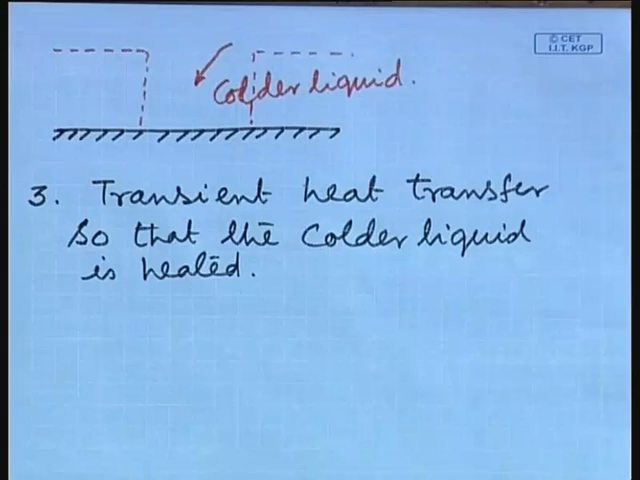 © CET
I.I.T. KGP
Colder liquid.
3. Transient heat transfer
So that the Colder liquid
is heated.